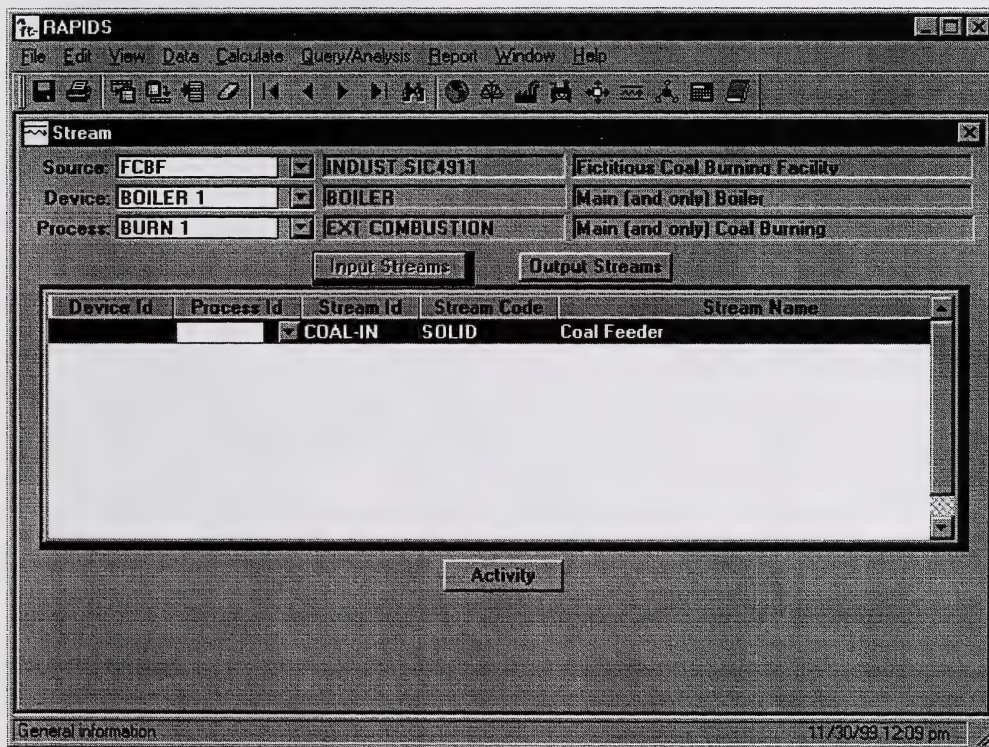 RAPIDS
File Edit View Data Calculate Query/Analysis Report Window Help
Stream
Source: FCBF INDUST SIC4911 Fictitious Coal Burning Facility
Device: BOILER 1 BOILER Main (and only) Boiler
Process: BURN 1 EXT COMBUSTION Main (and only) Coal Burning
Input Streams Output Streams
Device Id Process Id Stream Id Stream Code Stream Name
COAL-IN SOLID Coal Feeder
Activity
General information 11/30/99 12:09 pm